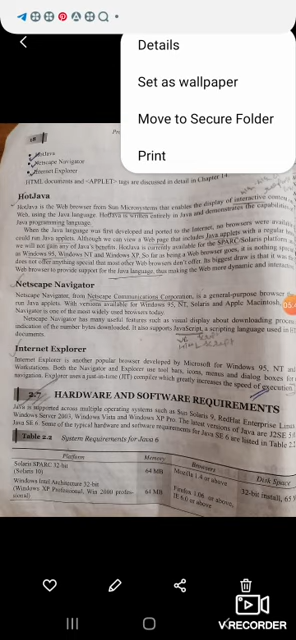 Details
Set as wallpaper
Move to Secure Folder
Print
Netscape Navigator
Internet Explorer
HTML documents and <APPLET> tags are discussed in detail in Chapter 14.
HotJava
HotJava is the Web browser from Sun Microsystems that enables the display of interactive content
Web, using the Java language. HotJava is written entirely in Java and demonstrates the capabilities
Java programming language.
When the Java language was first developed and ported to the Internet, no browsers were
could run Java applets. Although we can view a Web page that includes Java applets with a regular
we will not gain any of Java's benefits. HotJava is currently available for the SPARC/Solaris platform
as Windows 95, Windows NT and Windows XP. So far as being a Web browser goes, it is nothing
does not offer anything special that most other Web browsers don't offer. Its biggest draw is that it was
Web browser to provide support for the Java language, thus making the Web more dynamic and
Netscape Navigator
Netscape Navigator, from Netscape Communications Corporation, is a general-purpose browser
run Java applets. With versions available for Windows 95, NT, Solaris and Apple Macintosh,
Navigator is one of the most widely used browsers today.
Netscape Navigator has many useful features such as visual display about downloading process
indication of the number bytes downloaded. It also supports JavaScript, a scripting language used in
documents.
Internet Explorer
Internet Explorer is another popular browser developed by Microsoft for Windows 95, NT and
Workstations. Both the Navigator and Explorer use tool bars, icons, menus and dialog boxes for
navigation. Explorer uses a just-in-time (JIT) compiler which greatly increases the speed of execution.
2.7 HARDWARE AND SOFTWARE REQUIREMENTS
Java is supported across multiple operating systems such as Sun Solaris 9, RedHat Enterprise Linux
Windows Server 2003, Windows Vista and Windows XP Pro. The latest versions of Java are J2SE
Java SE 6. Some of the typical hardware and software requirements for Java SE 6 are listed in Table 2.2
Table 2.2 System Requirements for Java 6
Platform Memory Browsers Disk Space
Solaris SPARC 32-bit
(Solaris 10) 64 MB Mozilla 1.4 or above
Windows Intel Architecture 32-bit
(Windows XP Professional, Win 2000 profes-
sional) 64 MB Firefox 1.06 or above,
IE 6.0 or above 32-bit install, 65
V RECORDER